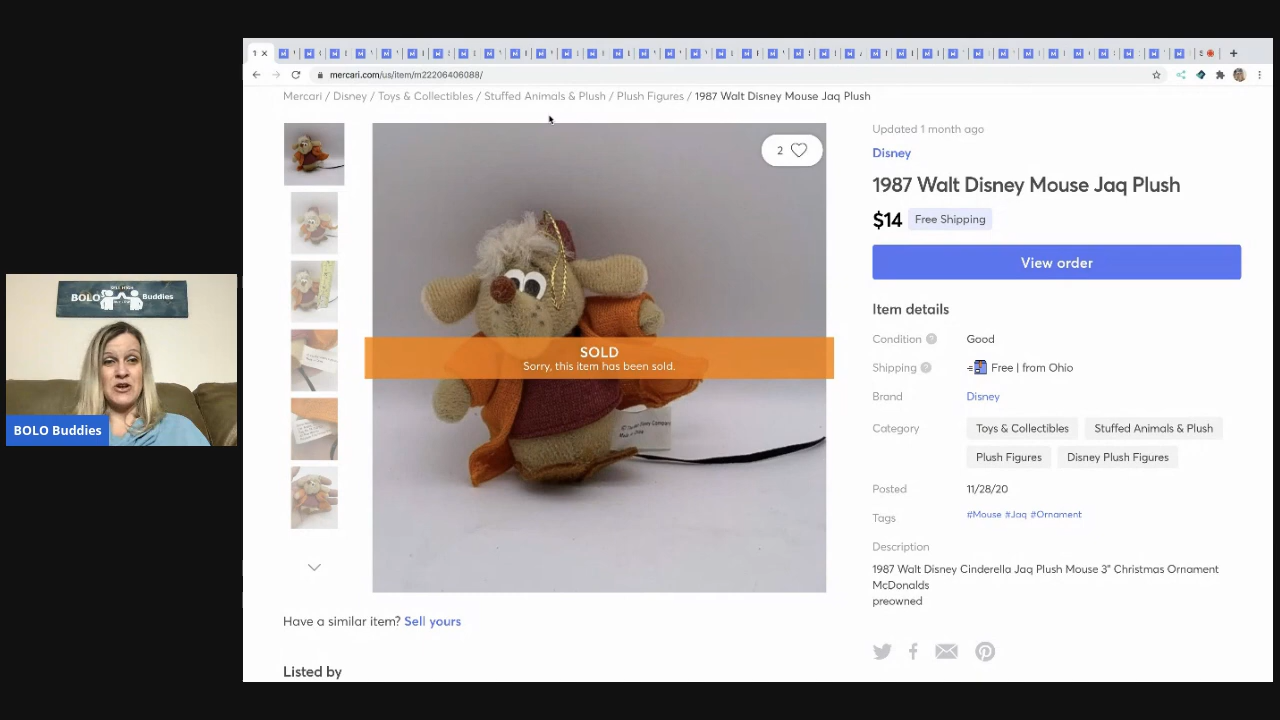 mercari.com/us/item/m22206406088/
Mercari / Disney / Toys & Collectibles / Stuffed Animals & Plush / Plush Figures / 1987 Walt Disney Mouse Jaq Plush
2
SOLD
Sorry, this item has been sold.
Updated 1 month ago
Disney
1987 Walt Disney Mouse Jaq Plush
$14 Free Shipping
View order
Item details
Condition Good
Shipping Free | from Ohio
Brand Disney
Category Toys & Collectibles Stuffed Animals & Plush
Plush Figures Disney Plush Figures
Posted 11/28/20
Tags #Mouse #Jaq #Ornament
Description
1987 Walt Disney Cinderella Jaq Plush Mouse 3" Christmas Ornament
McDonalds
preowned
Have a similar item? Sell yours
Listed by
BOLO Buddies
BOLO Buddies